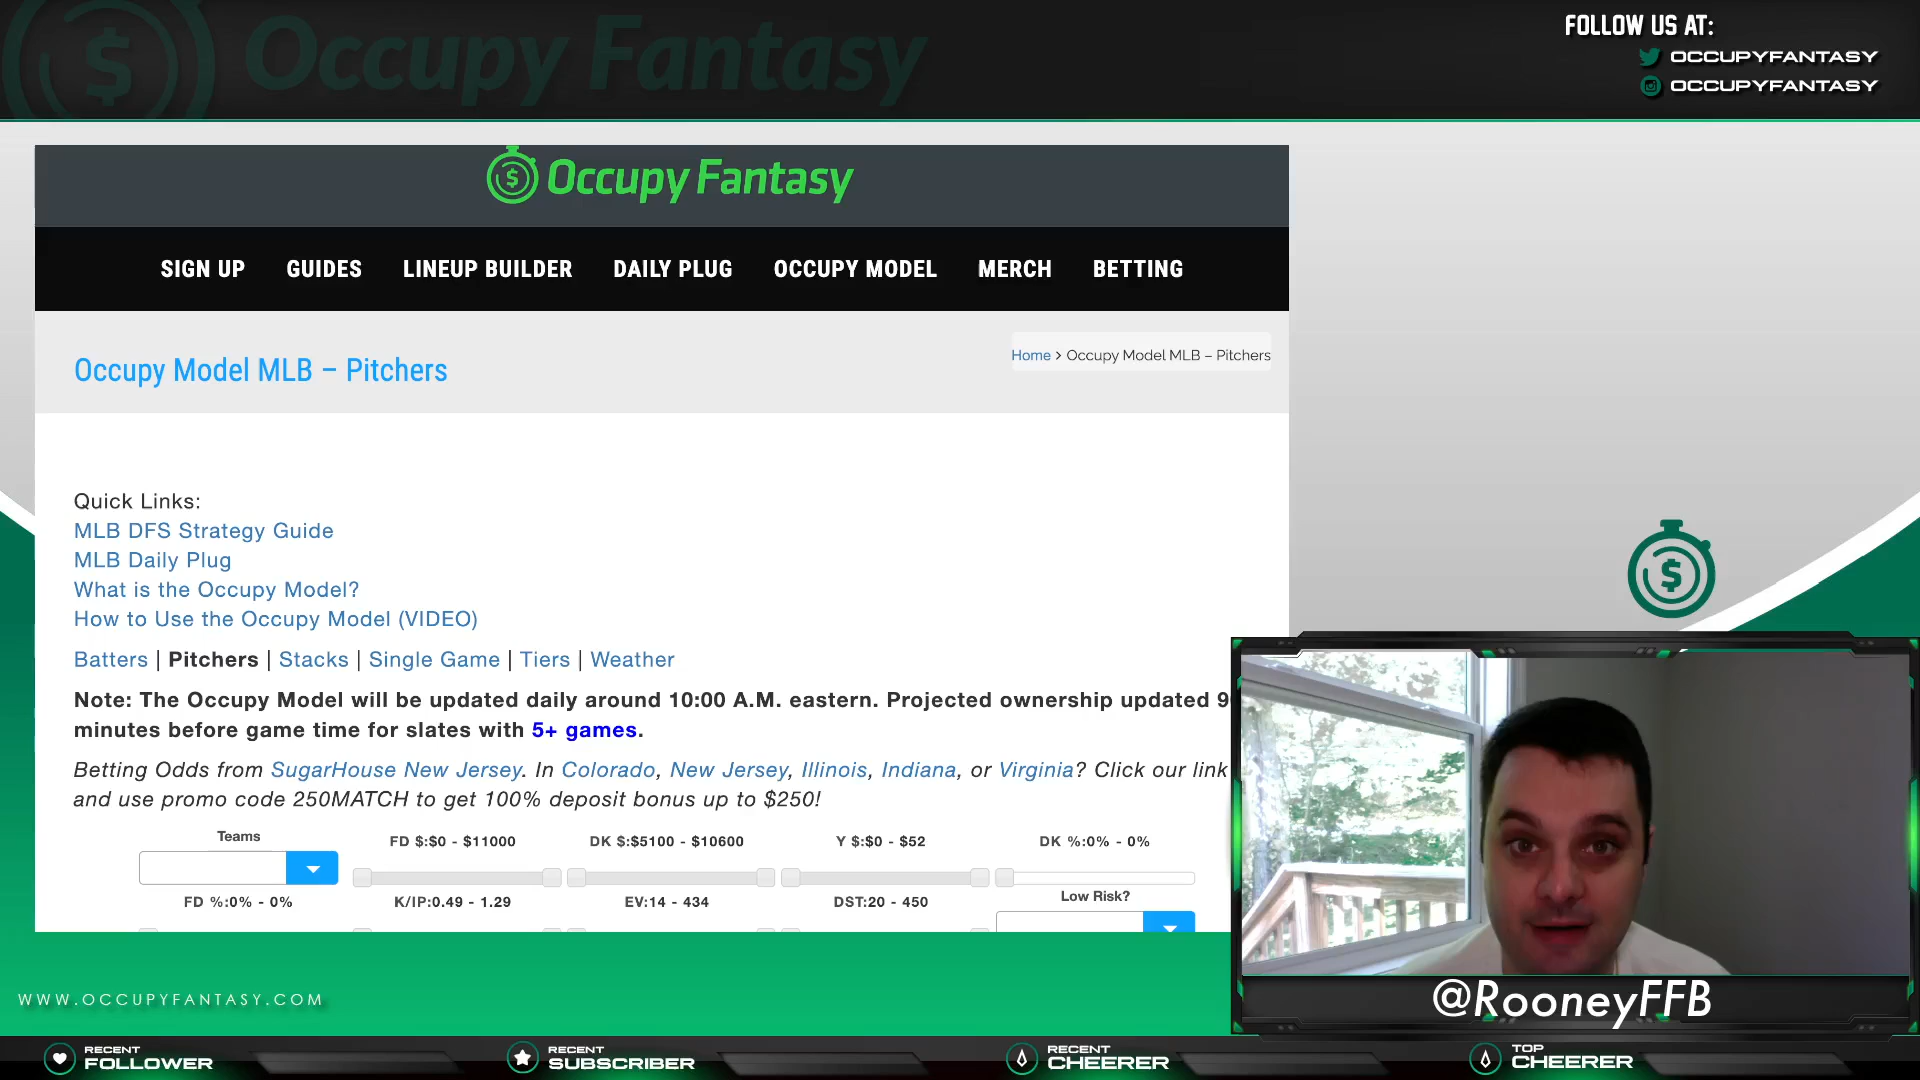 Occupy Fantasy
FOLLOW US AT:
OCCUPYFANTASY
OCCUPYFANTASY
Occupy Fantasy
SIGN UP GUIDES LINEUP BUILDER DAILY PLUG OCCUPY MODEL MERCH BETTING
Occupy Model MLB – Pitchers
Home > Occupy Model MLB – Pitchers
Quick Links:
MLB DFS Strategy Guide
MLB Daily Plug
What is the Occupy Model?
How to Use the Occupy Model (VIDEO)
Batters | Pitchers | Stacks | Single Game | Tiers | Weather
Note: The Occupy Model will be updated daily around 10:00 A.M. eastern. Projected ownership updated 9
minutes before game time for slates with 5+ games.
Betting Odds from SugarHouse New Jersey. In Colorado, New Jersey, Illinois, Indiana, or Virginia? Click our link
and use promo code 250MATCH to get 100% deposit bonus up to $250!
Teams
FD $:$0 - $11000
DK $:$5100 - $10600
Y $:$0 - $52
DK %:0% - 0%
FD %:0% - 0%
K/IP:0.49 - 1.29
EV:14 - 434
DST:20 - 450
Low Risk?
@RooneyFFB
WWW.OCCUPYFANTASY.COM
RECENT
FOLLOWER
RECENT
SUBSCRIBER
RECENT
CHEERER
TOP
CHEERER